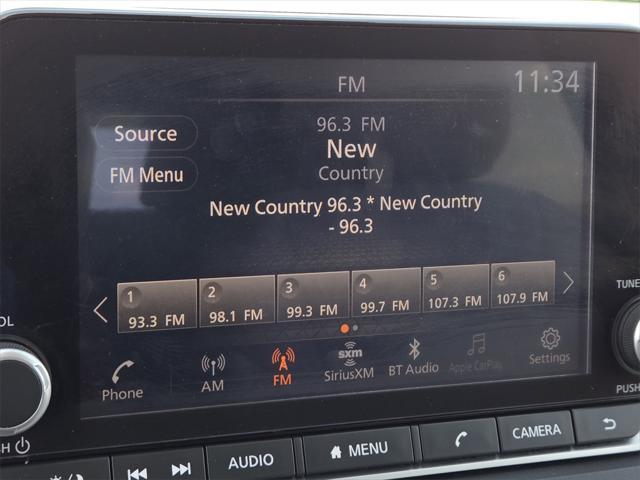 FM
11:34
Source
96.3 FM
New
FM Menu
Country
New Country 96.3 * New Country
- 96.3
1 2 3 4 5 6
93.3 FM 98.1 FM 99.3 FM 99.7 FM 107.3 FM 107.9 FM
TUNE
OL
Phone AM FM SiriusXM BT Audio Apple CarPlay Settings
sxm
PUSH
H
AUDIO MENU CAMERA